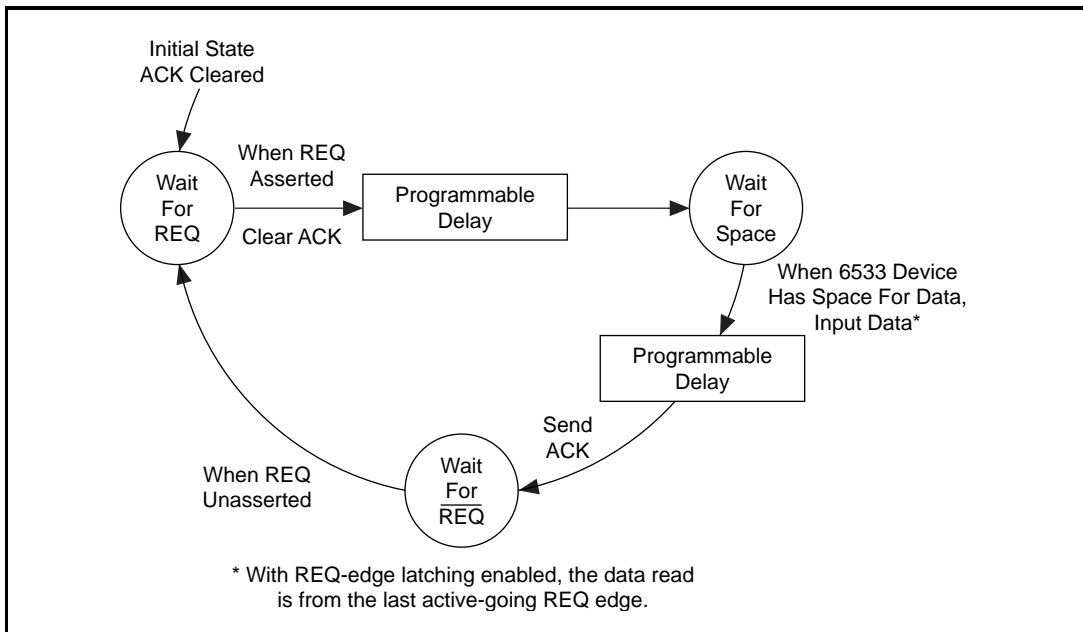 Initial State
ACK Cleared
When REQ
Asserted
Wait
For
REQ
Clear ACK
Programmable
Delay
Wait
For
Space
When 6533 Device
Has Space For Data,
Input Data*
Programmable
Delay
Send
ACK
Wait
For
R̅E̅Q̅
When REQ
Unasserted
* With REQ-edge latching enabled, the data read
is from the last active-going REQ edge.